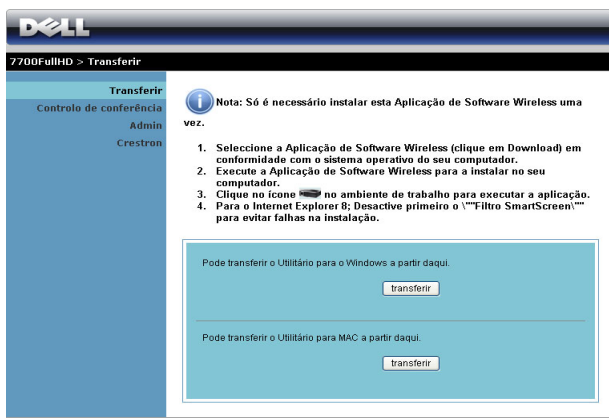 DELL
7700FullHD > Transferir
Transferir
Controlo de conferência
Admin
Crestron
Nota: Só é necessário instalar esta Aplicação de Software Wireless uma
vez.
1. Seleccione a Aplicação de Software Wireless (clique em Download) em
conformidade com o sistema operativo do seu computador.
2. Execute a Aplicação de Software Wireless para a instalar no seu
computador.
3. Clique no ícone no ambiente de trabalho para executar a aplicação.
4. Para o Internet Explorer 8; Desactive primeiro o \""Filtro SmartScreen\""
para evitar falhas na instalação.
Pode transferir o Utilitário para o Windows a partir daqui.
transferir
Pode transferir o Utilitário para MAC a partir daqui.
transferir